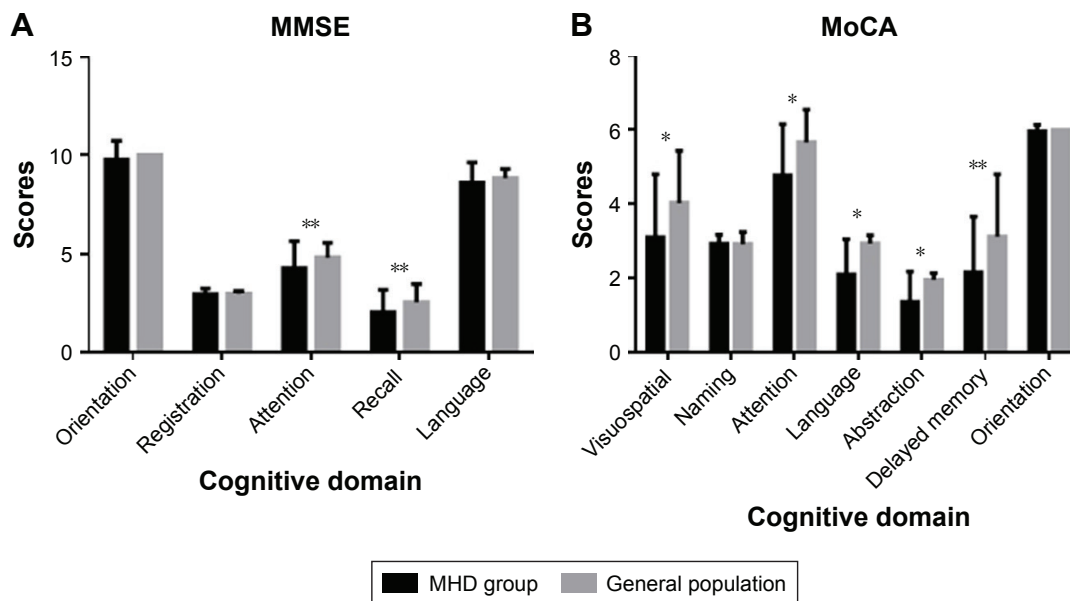 A
MMSE
Scores
15
10
5
0
**
**
Orientation
Registration
Attention
Recall
Language
Cognitive domain
B
MoCA
Scores
8
6
4
2
0
*
*
*
*
**
Visuospatial
Naming
Attention
Language
Abstraction
Delayed memory
Orientation
Cognitive domain
MHD group
General population